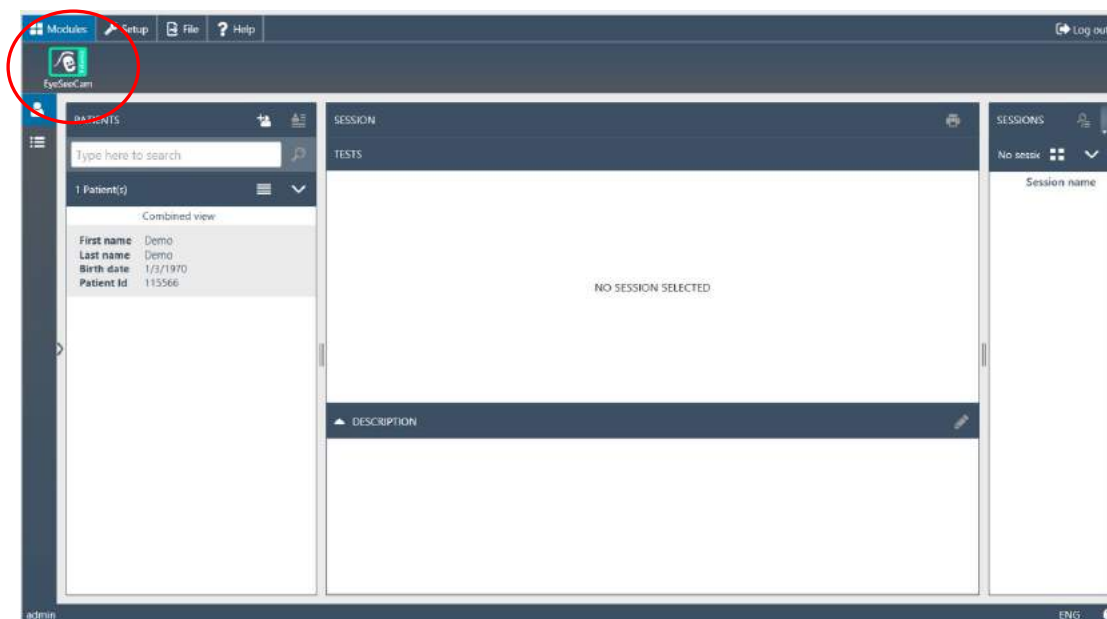 Modules Setup File ? Help Log out
EyeSeeCam
PATIENTS
Type here to search
1 Patient(s)
Combined view
First name Demo
Last name Demo
Birth date 1/3/1970
Patient Id 115566
SESSION
TESTS
NO SESSION SELECTED
DESCRIPTION
SESSIONS
No sessic
Session name
admin ENG